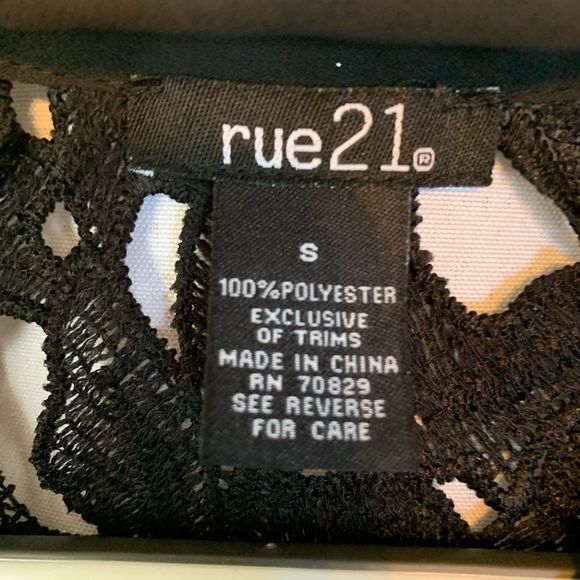 rue21®
S
100%POLYESTER
EXCLUSIVE
OF TRIMS
MADE IN CHINA
RN 70829
SEE REVERSE
FOR CARE